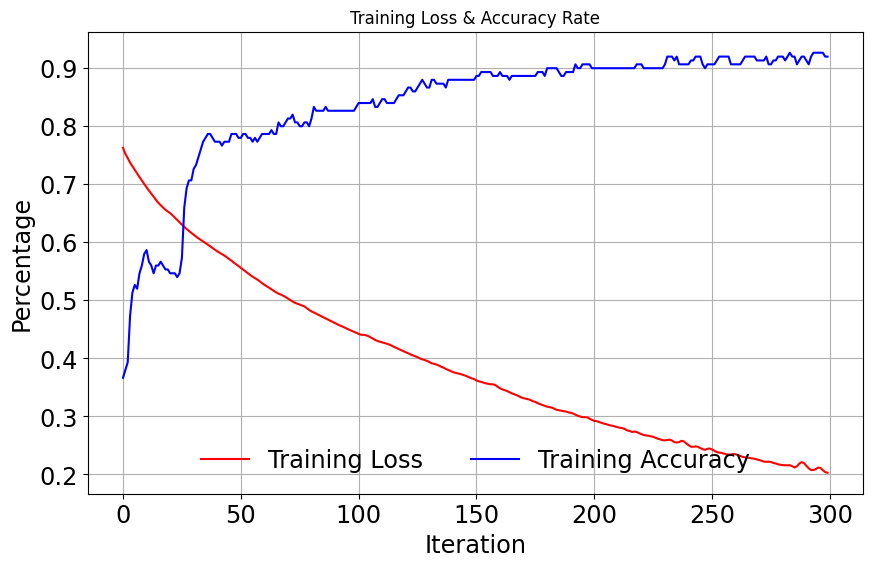 Training Loss & Accuracy Rate
Percentage
0.9
0.8
0.7
0.6
0.5
0.4
0.3
0.2
Training Loss
Training Accuracy
0 50 100 150 200 250 300
Iteration